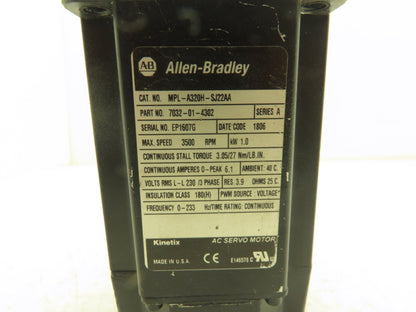 AB Allen-Bradley
CAT. NO. MPL-A320H-SJ22AA
PART NO. 7032-01-4302 SERIES A
SERIAL NO. EP1607G DATE CODE 1806
MAX. SPEED 3500 RPM kW 1.0
CONTINUOUS STALL TORQUE 3.05/27 Nm/LB.IN.
CONTINUOUS AMPERES 0-PEAK 6.1 AMBIENT: 40 C.
VOLTS RMS L-L 230 /3 PHASE RES. 3.9 OHMS 25 C.
INSULATION CLASS 180(H) PWM SOURCE - VOLTAGE
FREQUENCY 0-233 Hz TIME RATING: CONTINUOUS
Kinetix AC SERVO MOTOR
MADE IN U.S.A. CE